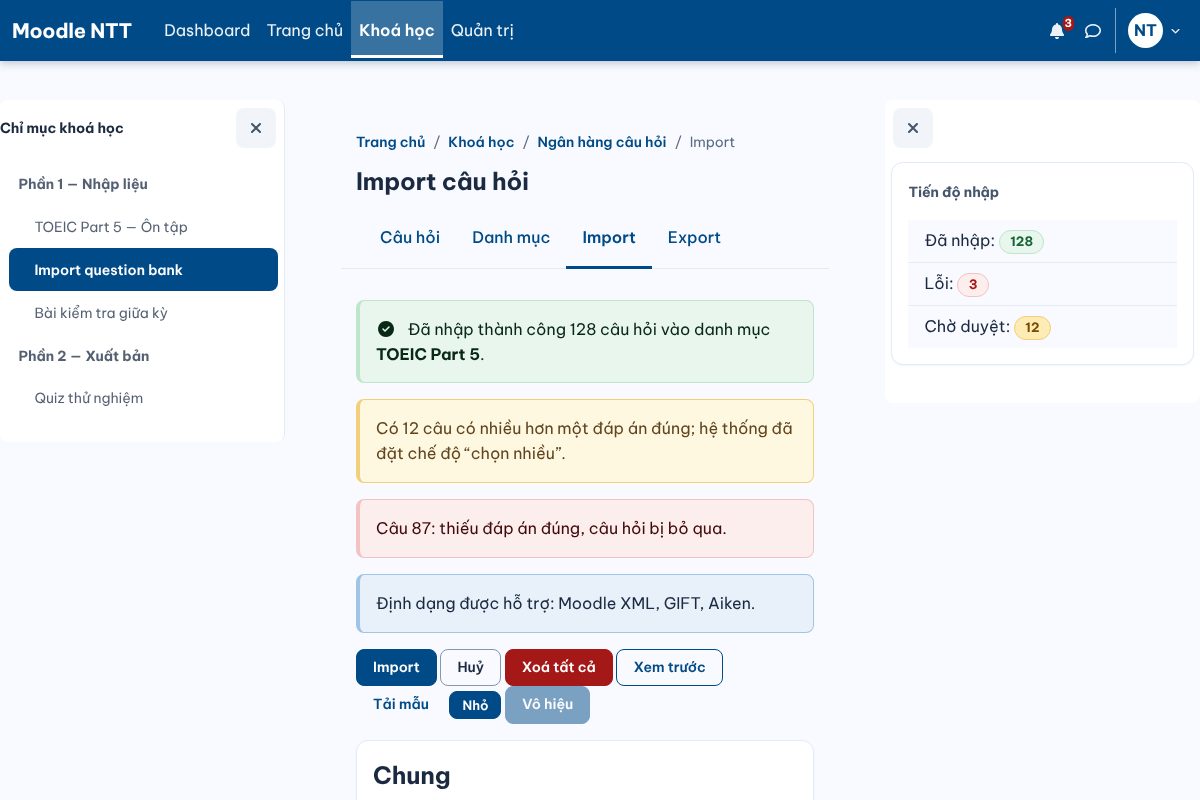 Moodle NTT Dashboard Trang chủ Khoá học Quản trị 3 NT
Chỉ mục khoá học
Phần 1 — Nhập liệu
TOEIC Part 5 — Ôn tập
Import question bank
Bài kiểm tra giữa kỳ
Phần 2 — Xuất bản
Quiz thử nghiệm
Trang chủ / Khoá học / Ngân hàng câu hỏi / Import
Import câu hỏi
Câu hỏi Danh mục Import Export
Đã nhập thành công 128 câu hỏi vào danh mục
TOEIC Part 5.
Có 12 câu có nhiều hơn một đáp án đúng; hệ thống đã
đặt chế độ “chọn nhiều”.
Câu 87: thiếu đáp án đúng, câu hỏi bị bỏ qua.
Định dạng được hỗ trợ: Moodle XML, GIFT, Aiken.
Import Huỷ Xoá tất cả Xem trước
Tải mẫu Nhỏ Vô hiệu
Chung
Tiến độ nhập
Đã nhập: 128
Lỗi: 3
Chờ duyệt: 12